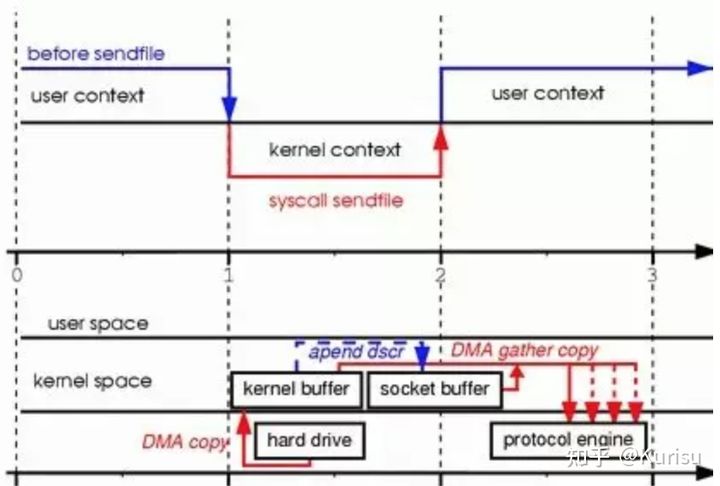 before sendfile
user context
user context
kernel context
syscall sendfile
0
1
2
3
user space
apend dscr
DMA gather copy
kernel space
kernel buffer
socket buffer
DMA copy
hard drive
protocol engine
知乎 @Kurisu